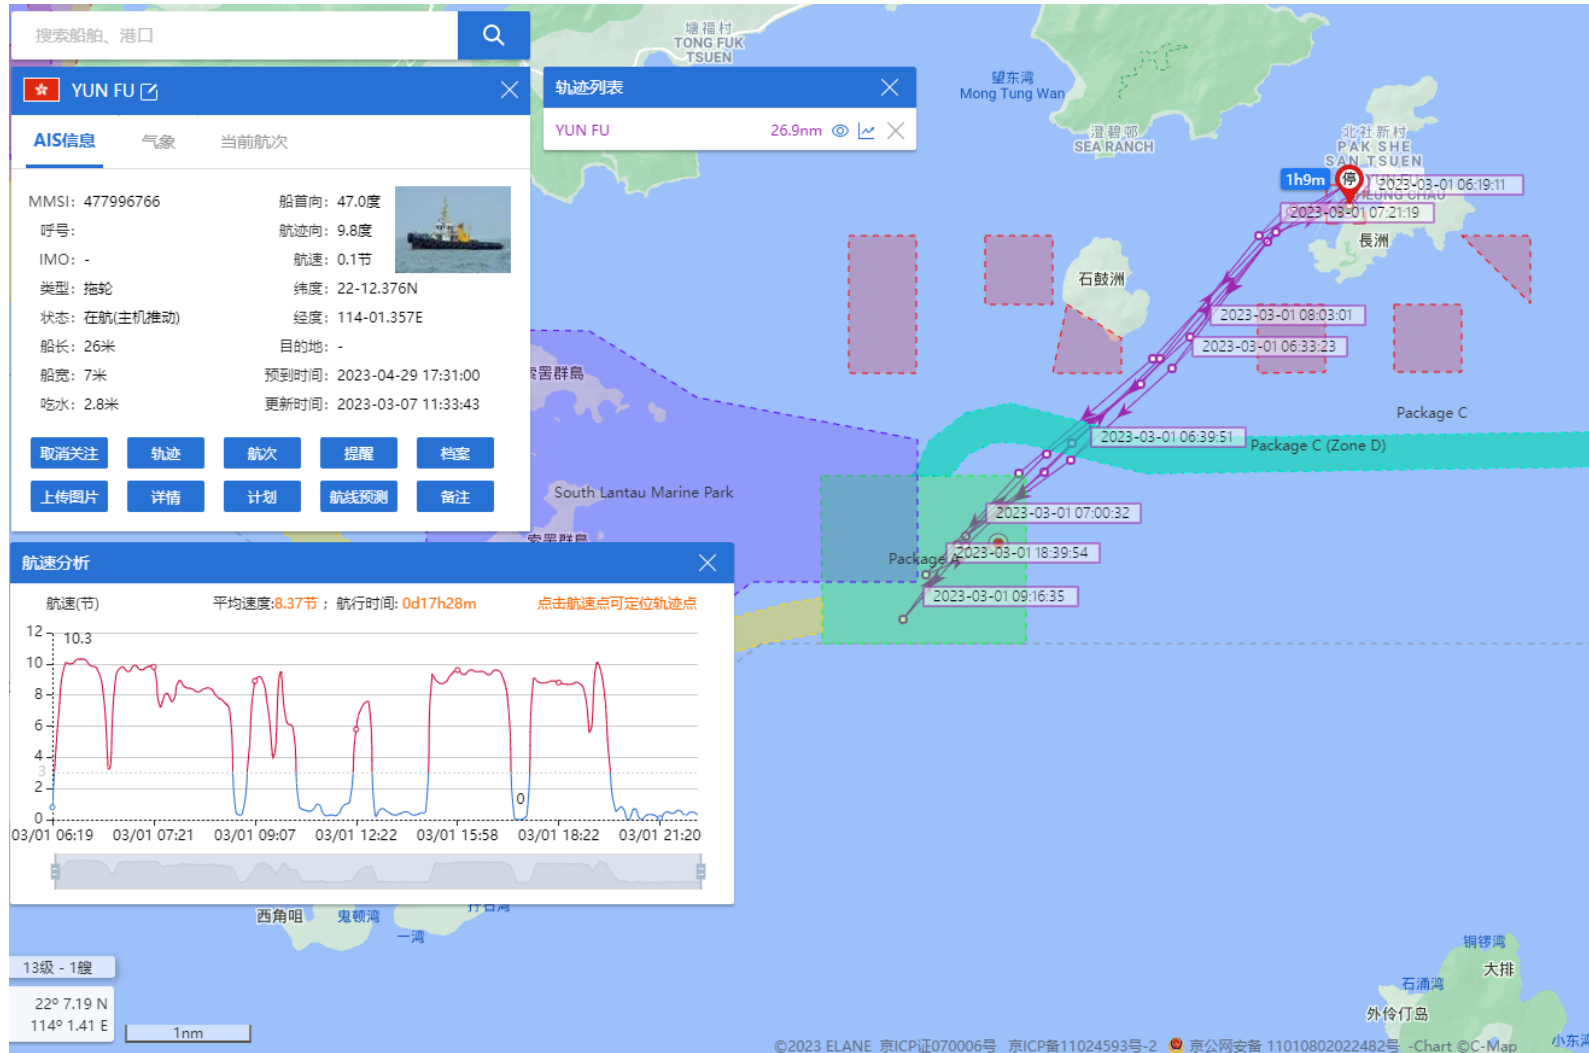 搜索船舶、港口
YUN FU
AIS信息
气象
当前航次
MMSI: 477996766
船首向: 47.0度
呼号:
航迹向: 9.8度
IMO: -
航速: 0.1节
类型: 拖轮
纬度: 22-12.376N
状态: 在航(主机推动)
经度: 114-01.357E
船长: 26米
目的地: -
船宽: 7米
预到时间: 2023-04-29 17:31:00
吃水: 2.8米
更新时间: 2023-03-07 11:33:43
取消关注
轨迹
航次
提醒
档案
上传图片
详情
计划
航线预测
备注
轨迹列表
YUN FU
26.9nm
塘福村
TONG FUK
TSUEN
望东湾
Mong Tung Wan
澄碧邨
SEA RANCH
北社新村
PAK SHE
SAN TSUEN
1h9m
停
2023-03-01 06:19:11
2023-03-01 07:21:19
長洲
石鼓洲
2023-03-01 08:03:01
2023-03-01 06:33:23
索罟群島
Package C
2023-03-01 06:39:51
Package C (Zone D)
South Lantau Marine Park
2023-03-01 07:00:32
索罟群島
Package A
2023-03-01 18:39:54
2023-03-01 09:16:35
航速分析
航速(节)
平均速度:8.37节 ; 航行时间: 0d17h28m
点击航速点可定位轨迹点
12
10.3
10
8
6
4
3
2
0
0
03/01 06:19
03/01 07:21
03/01 09:07
03/01 12:22
03/01 15:58
03/01 18:22
03/01 21:20
西角咀
鬼顿湾
一湾
铜锣湾
大排
石涌湾
外伶仃岛
13级 - 1艘
22º 7.19 N
114º 1.41 E
1nm
©2023 ELANE 京ICP证070006号 京ICP备11024593号-2 京公网安备 11010802022482号 -Chart ©C-Map